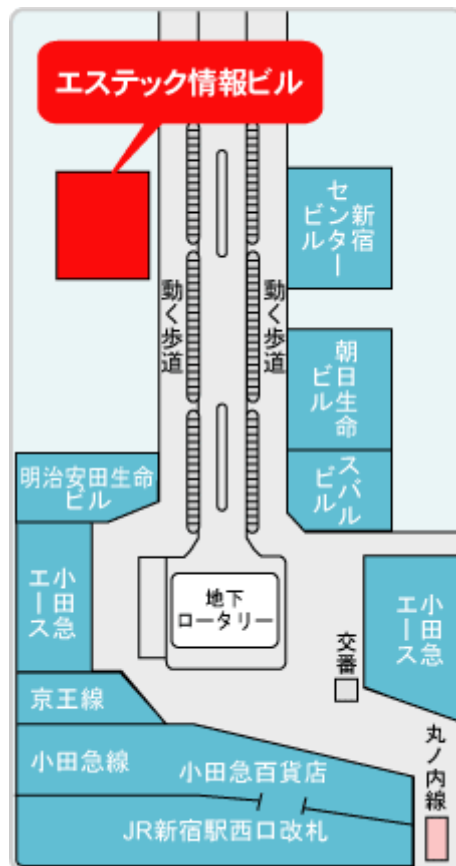 エステック情報ビル
新宿
センター
ビル
動く歩道
動く歩道
朝日生命
ビル
スバル
ビル
明治安田生命
ビル
小田急
エース
地下
ロータリー
小田急
エース
交番
京王線
丸ノ内線
小田急線
小田急百貨店
JR新宿駅西口改札